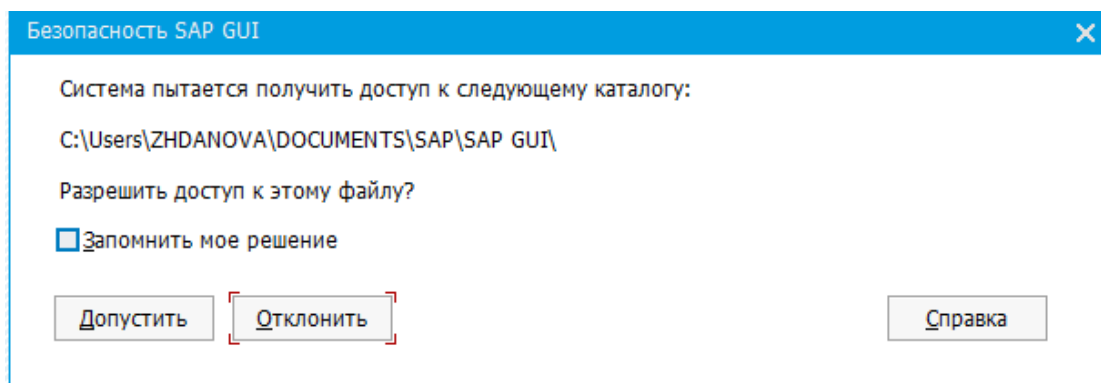 Безопасность SAP GUI
Система пытается получить доступ к следующему каталогу:
C:\Users\ZHDANOVA\DOCUMENTS\SAP\SAP GUI\
Разрешить доступ к этому файлу?
Запомнить мое решение
Допустить Отклонить Справка